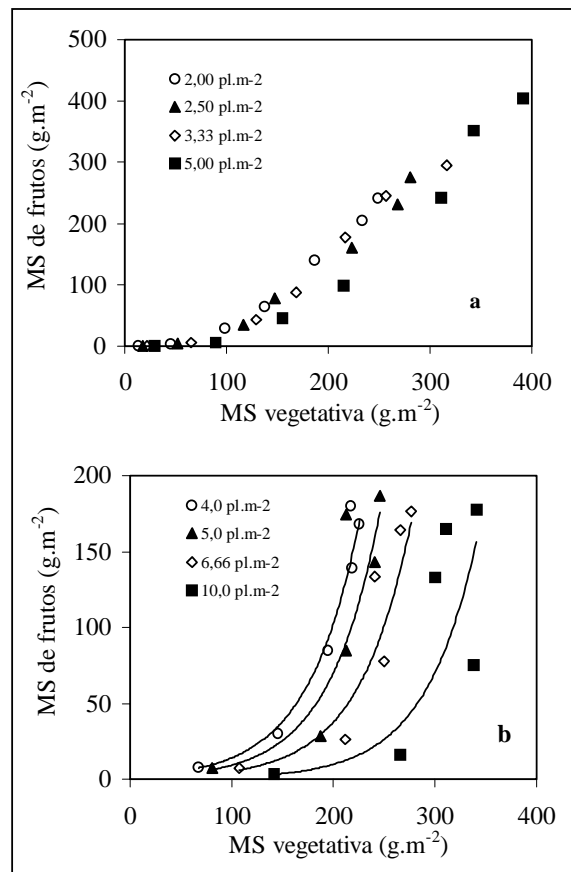 500
400
300
200
100
0
MS de frutos (g.m-2)
2,00 pl.m-2
2,50 pl.m-2
3,33 pl.m-2
5,00 pl.m-2
a
0 100 200 300 400
MS vegetativa (g.m-2)
200
150
100
50
0
MS de frutos (g.m-2)
4,0 pl.m-2
5,0 pl.m-2
6,66 pl.m-2
10,0 pl.m-2
b
0 100 200 300 400
MS vegetativa (g.m-2)